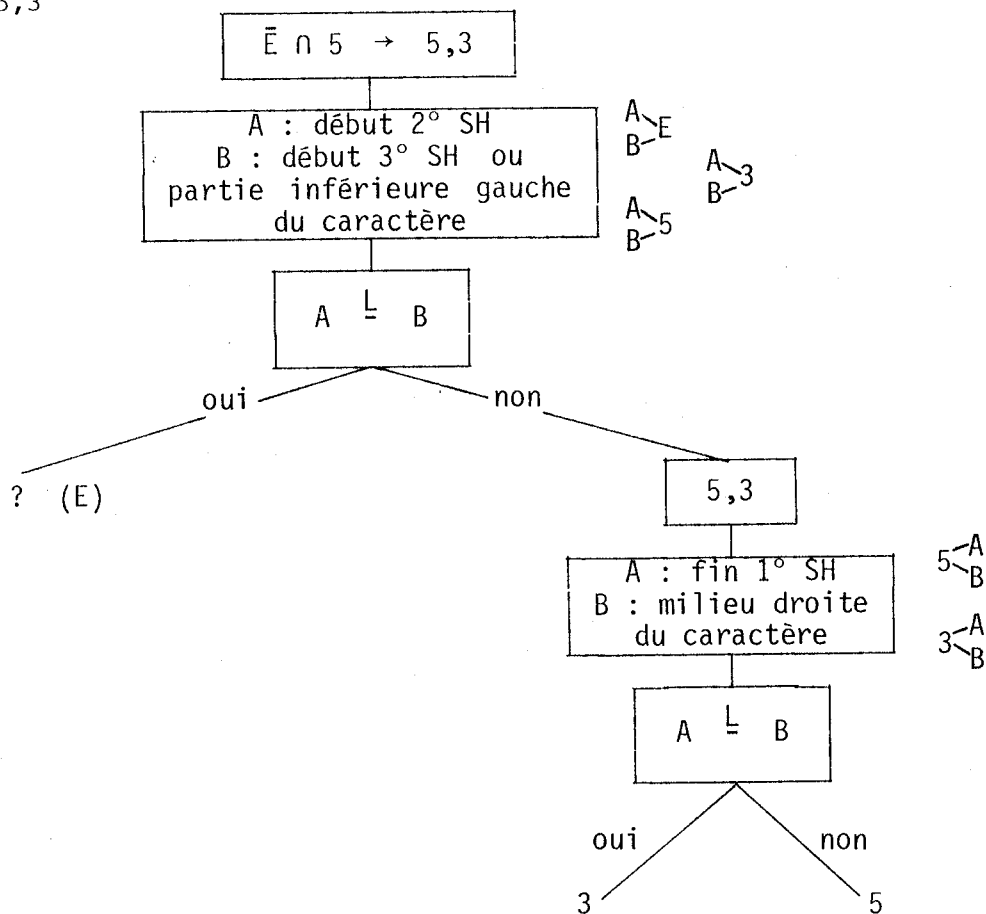 5,3
Ē ∩ 5 → 5,3
A : début 2° SH
B : début 3° SH ou
partie inférieure gauche
du caractère
A
B
E
A
B
3
A
B
5
A L= B
oui
non
? (E)
5,3
A : fin 1° SH
B : milieu droite
du caractère
5
A
B
3
A
B
A L= B
oui
non
3
5